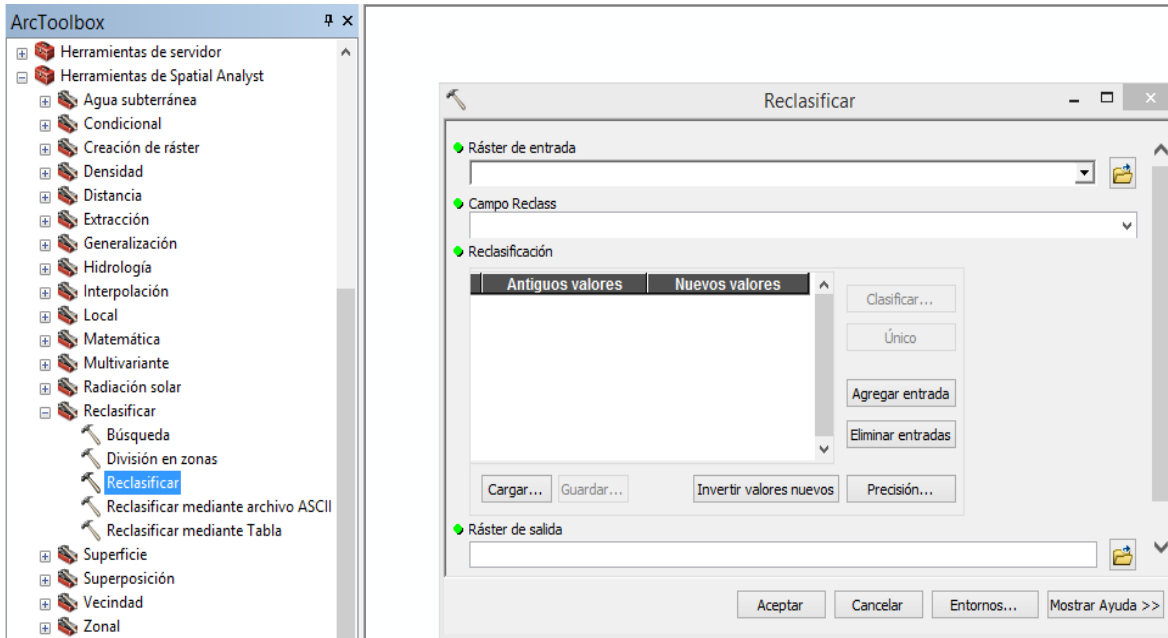 ArcToolbox
Herramientas de servidor
Herramientas de Spatial Analyst
Agua subterránea
Condicional
Creación de ráster
Densidad
Distancia
Extracción
Generalización
Hidrología
Interpolación
Local
Matemática
Multivariante
Radiación solar
Reclasificar
Búsqueda
División en zonas
Reclasificar
Reclasificar mediante archivo ASCII
Reclasificar mediante Tabla
Superficie
Superposición
Vecindad
Zonal
Reclasificar
Ráster de entrada
Campo Reclass
Reclasificación
Antiguos valores Nuevos valores
Clasificar...
Único
Agregar entrada
Eliminar entradas
Cargar... Guardar... Invertir valores nuevos Precisión...
Ráster de salida
Aceptar Cancelar Entornos... Mostrar Ayuda >>